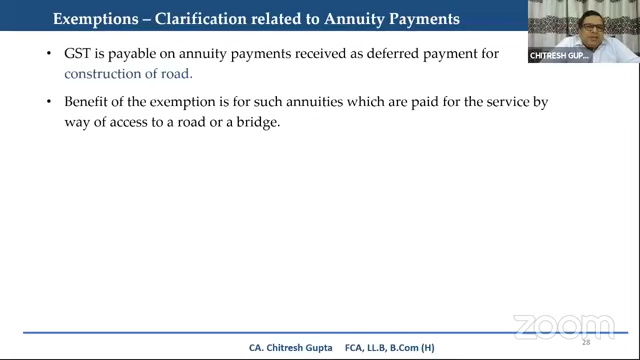 Exemptions – Clarification related to Annuity Payments
• GST is payable on annuity payments received as deferred payment for
construction of road.
• Benefit of the exemption is for such annuities which are paid for the service by
way of access to a road or a bridge.
CHITRESH GUP...
zoom
28
CA. Chitresh Gupta FCA, LL.B, B.Com (H)